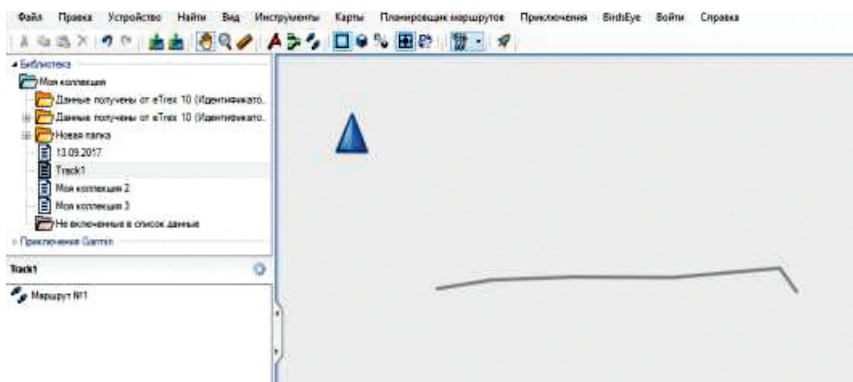 Файл Правка Устройство Найти Вид Инструменты Карты Планировщик маршрутов Приключения BirdsEye Войти Справка
Библиотека
Моя коллекция
Данные получены от eTrex 10 (Идентификато..
Данные получены от eTrex 10 (Идентификато..
Новая папка
13.09.2017
Track1
Моя коллекция 2
Моя коллекция 3
Не включенные в список данные
Приключения Garmin
Track1
Маршрут №1